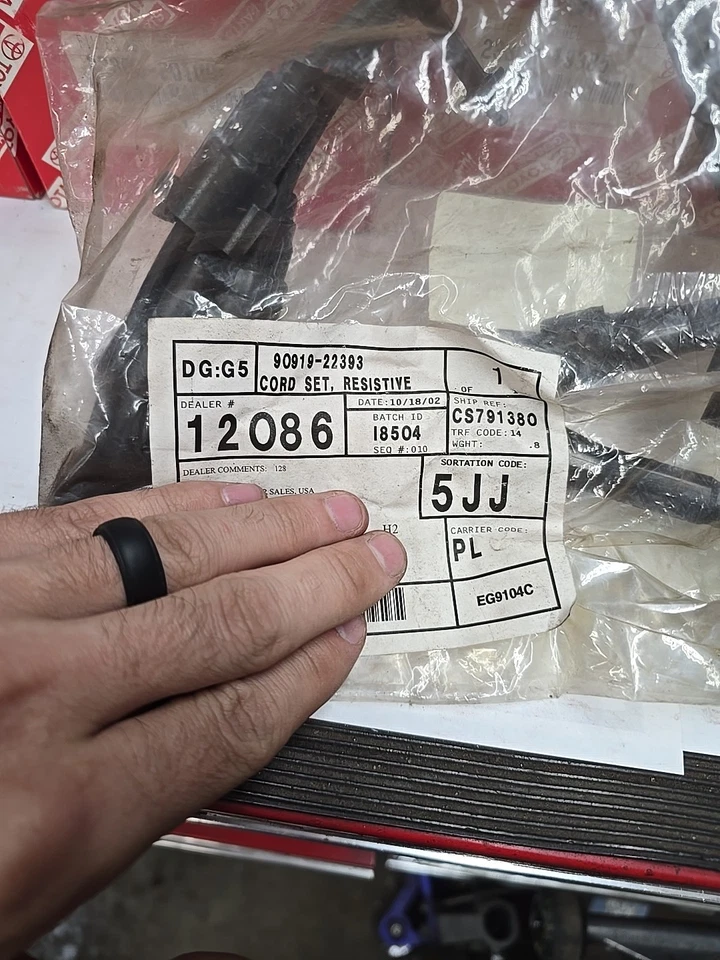 TOYO
DG:G5
90919-22393
CORD SET, RESISTIVE
1
OF
DEALER #
12086
DATE:10/18/02
BATCH ID
I8504
SEQ #:010
SHIP REF:
CS791380
TRF CODE:14
WGHT: .8
DEALER COMMENTS: 128
SALES, USA
H2
SORTATION CODE:
5JJ
CARRIER CODE:
PL
EG9104C